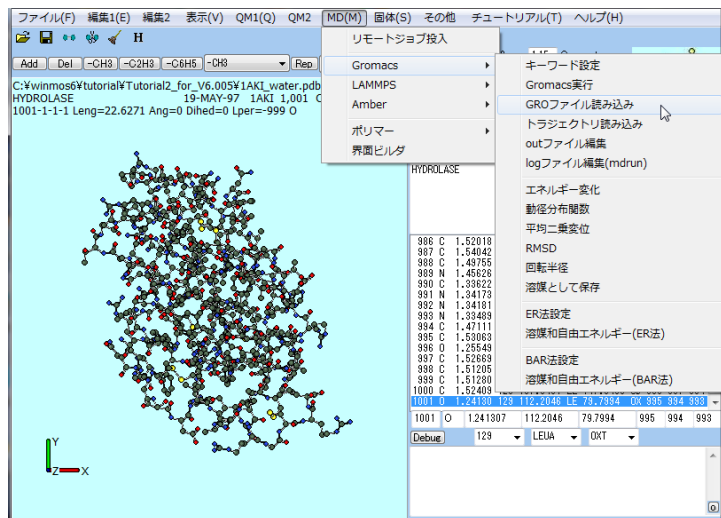 ファイル(F) 編集1(E) 編集2 表示(V) QM1(Q) QM2 MD(M) 固体(S) その他 チュートリアル(T) ヘルプ(H)
H
Add Del -CH3 -C2H3 -C6H5 -CH3 Rep
C:¥winmos6¥tutorial¥Tutorial2_for_V6.005¥1AKI_water.pdb
HYDROLASE 19-MAY-97 1AKI 1,001
1001-1-1-1 Leng=22.6271 Ang=0 Dihed=0 Lper=-999 O
リモートジョブ投入
Gromacs
LAMMPS
Amber
ポリマー
界面ビルダ
キーワード設定
Gromacs実行
GROファイル読み込み
トラジェクトリ読み込み
outファイル編集
logファイル編集(mdrun)
エネルギー変化
動径分布関数
平均二乗変位
RMSD
回転半径
溶媒として保存
ER法設定
溶媒和自由エネルギー(ER法)
BAR法設定
溶媒和自由エネルギー(BAR法)
HYDROLASE
986 C 1.52018
987 C 1.54042
988 C 1.49755
989 N 1.45626
990 C 1.33622
991 N 1.34173
992 N 1.34181
993 N 1.33489
994 C 1.47111
995 C 1.53063
996 O 1.25549
997 C 1.52669
998 C 1.51205
999 C 1.51280
1000 C 1.52409
1001 O 1.24130 129 112.2046 LE 79.7994 OX 995 994 993
1001 O 1.241307 112.2046 79.7994 995 994 993
Debug 129 LEUA OXT
Y
Z X
o